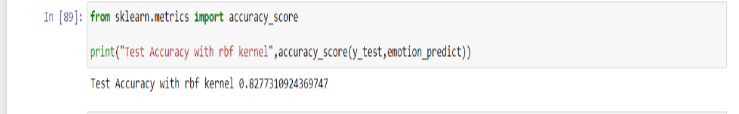 In [89]: from sklearn.metrics import accuracy_score
print("Test Accuracy with rbf kernel",accuracy_score(y_test,emotion_predict))
Test Accuracy with rbf kernel 0.8277310924369747